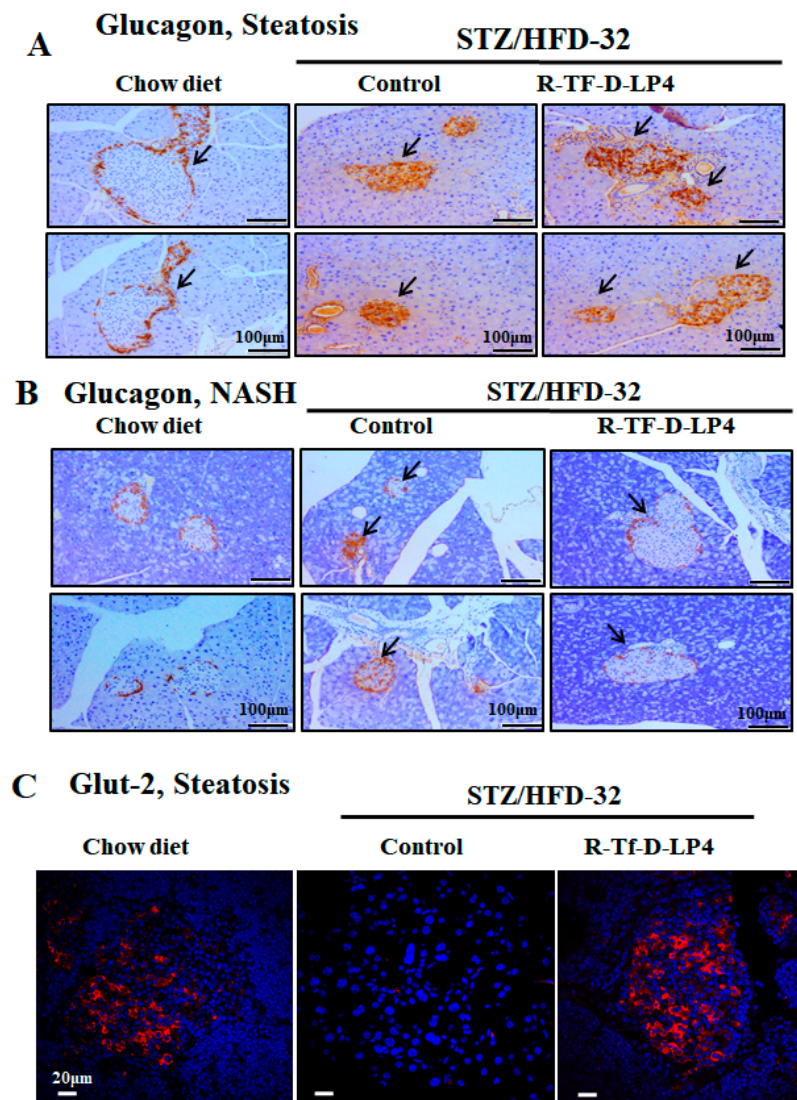 A
Glucagon, Steatosis
STZ/HFD-32
Chow diet
Control
R-TF-D-LP4
100μm
100μm
100μm
B
Glucagon, NASH
STZ/HFD-32
Chow diet
Control
R-TF-D-LP4
100μm
100μm
100μm
C
Glut-2, Steatosis
STZ/HFD-32
Chow diet
Control
R-Tf-D-LP4
20μm